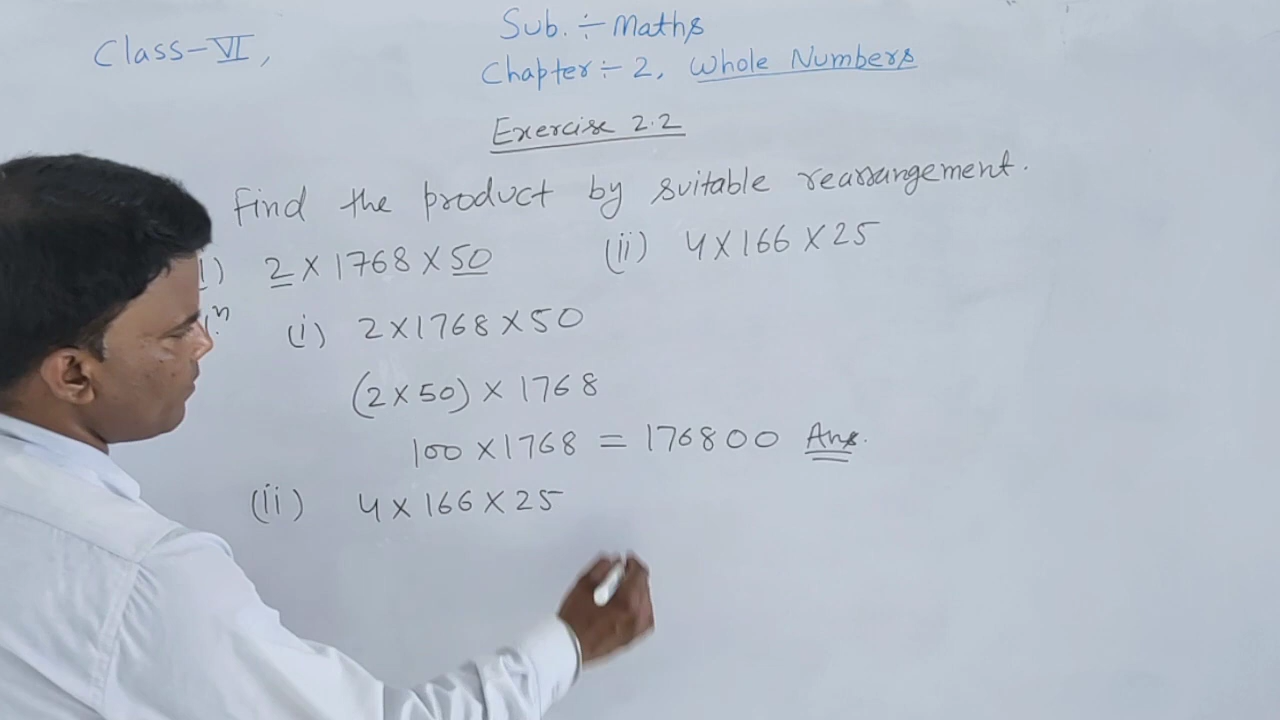 Class-VI,
Sub. :- Maths
Chapter :- 2, Whole Numbers
Exercise 2.2
Find the product by suitable rearrangement.
i) 2 × 1768 × 50 (ii) 4 × 166 × 25
(i) 2 × 1768 × 50
(2 × 50) × 1768
100 × 1768 = 176800 Ans.
(ii) 4 × 166 × 25